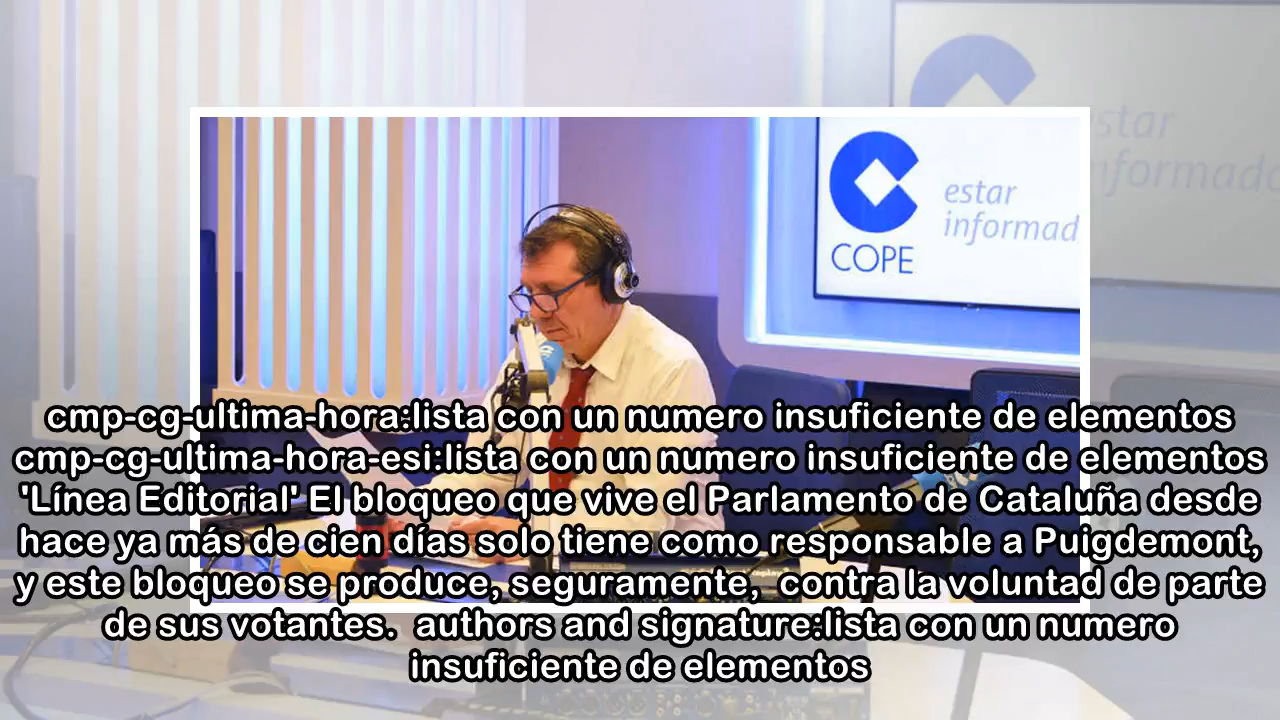 estar
informad
COPE
estar
informado
cmp-cg-ultima-hora:lista con un numero insuficiente de elementos
cmp-cg-ultima-hora-esi:lista con un numero insuficiente de elementos
'Línea Editorial' El bloqueo que vive el Parlamento de Cataluña desde
hace ya más de cien días solo tiene como responsable a Puigdemont,
y este bloqueo se produce, seguramente,  contra la voluntad de parte
de sus votantes.  authors and signature:lista con un numero
insuficiente de elementos